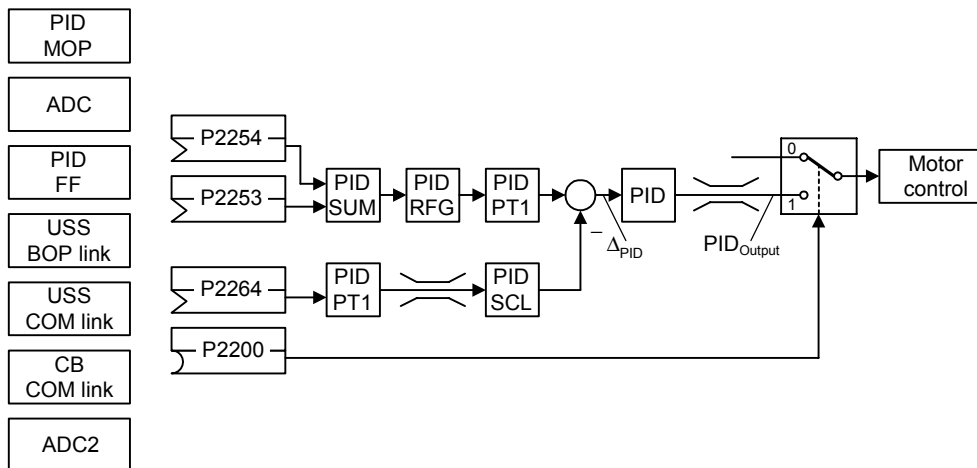 PID
MOP
ADC
PID
FF
USS
BOP link
USS
COM link
CB
COM link
ADC2
P2254
P2253
P2264
P2200
PID
SUM
PID
RFG
PID
PT1
PID
PT1
PID
SCL
−
ΔPID
PID
PIDOutput
0
1
Motor
control